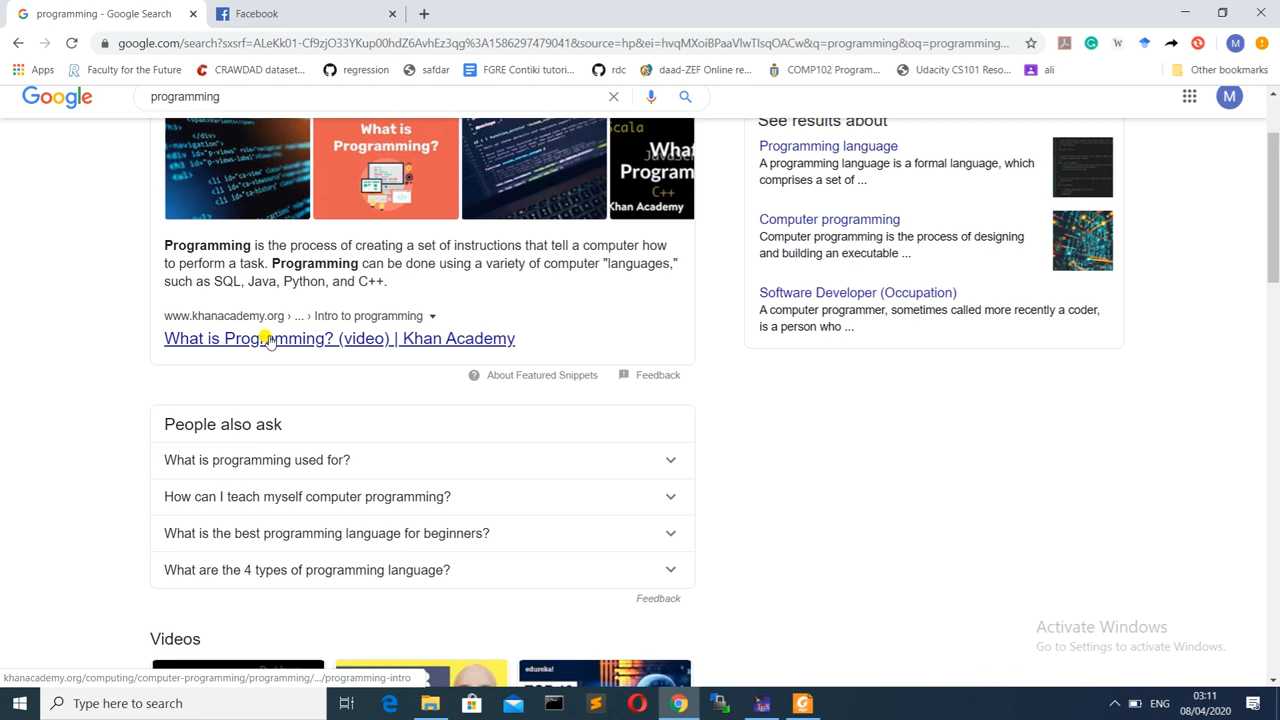 programming - Google Search
Facebook
google.com/search?sxsrf=ALeKk01-Cf9zjO33YKup00hdZ6AvhEz3qg%3A1586297479041&source=hp&ei=hvqMXoiBPaaVlwTIsqOACw&q=programming&oq=programming...
Apps
Faculty for the Future
CRAWDAD dataset...
regression
safdar
FGRE Contiki tutori...
rdc
daad-ZEF Online re...
COMP102 Program...
Udacity CS101 Reso...
ali
Other bookmarks
Google
programming
M
What is
Programming?
Scala
JavaS
What
Program
C++
Khan Academy
Programming is the process of creating a set of instructions that tell a computer how
to perform a task. Programming can be done using a variety of computer "languages,"
such as SQL, Java, Python, and C++.
www.khanacademy.org › ... › Intro to programming
What is Programming? (video) | Khan Academy
About Featured Snippets
Feedback
People also ask
What is programming used for?
How can I teach myself computer programming?
What is the best programming language for beginners?
What are the 4 types of programming language?
Feedback
Videos
edureka!
See results about
Programming language
A programming language is a formal language, which
comprises a set of ...
Computer programming
Computer programming is the process of designing
and building an executable ...
Software Developer (Occupation)
A computer programmer, sometimes called more recently a coder,
is a person who ...
Activate Windows
Go to Settings to activate Windows.
khanacademy.org/computing/computer-programming/programming/.../programming-intro
Type here to search
ENG
03:11
08/04/2020